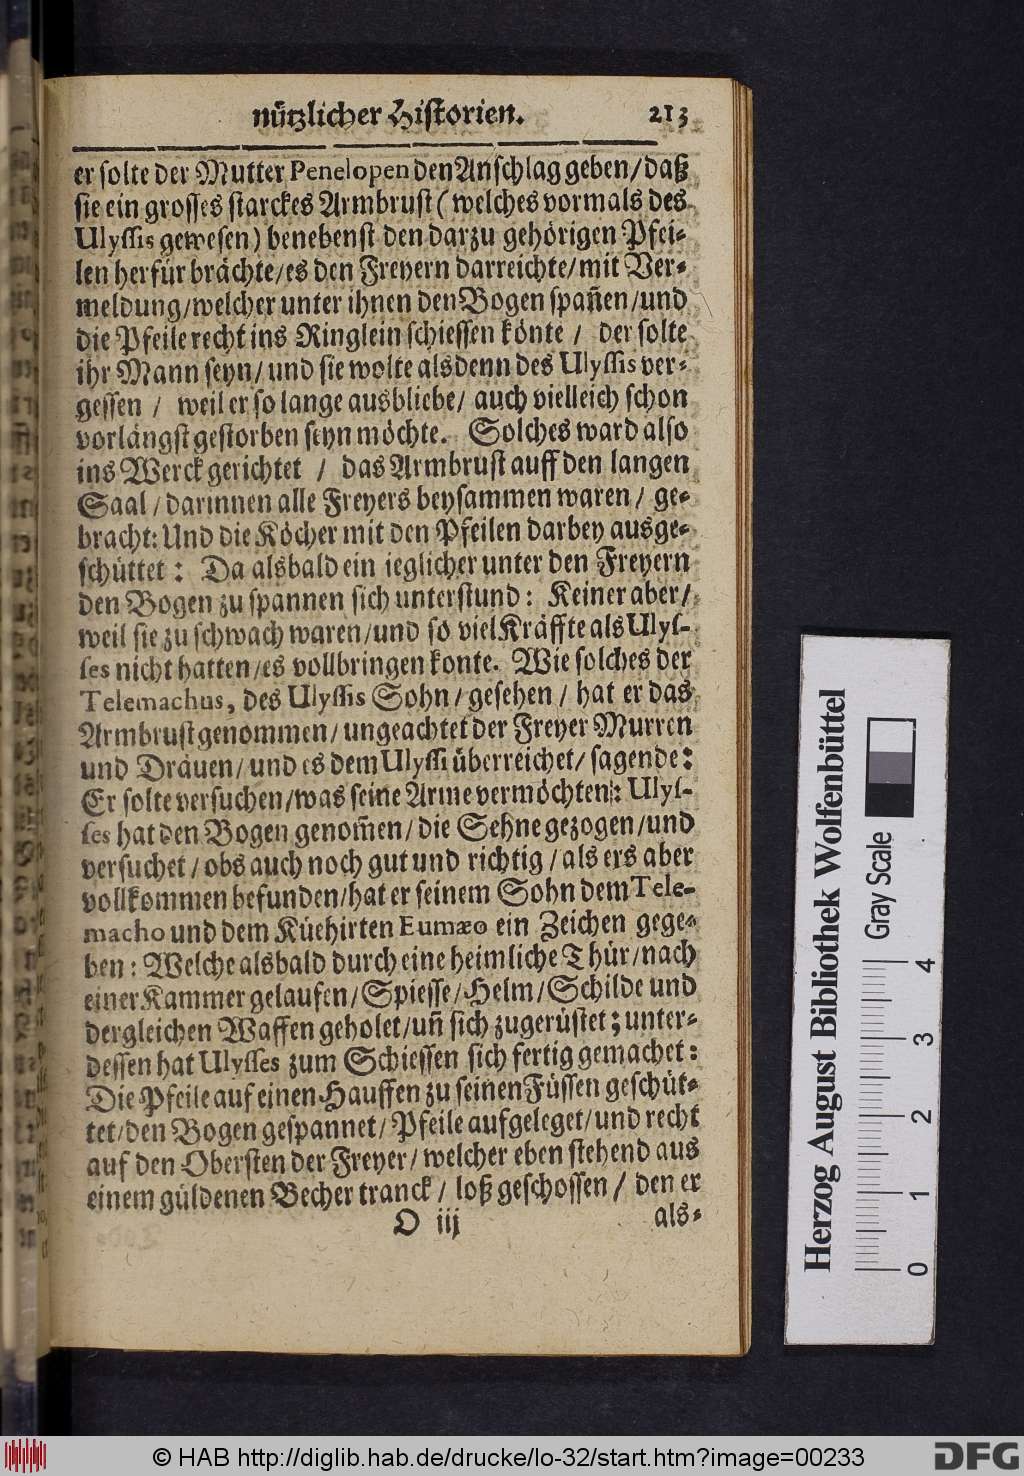 nützlicher Historien. 213
er solte der Mutter Penelopen den Anschlag geben/ daß
sie ein grosses starckes Armbrust ( welches vormals des
Ulyssis gewesen) benebenst den darzu gehörigen Pfei-
len herfür brächte/ es den Freyern darreichte/ mit Ver-
meldung/ welcher unter ihnen den Bogen spañen/ und
die Pfeile recht ins Ringlein schiessen könte / der solte
ihr Mann seyn/ und sie wolte alsdenn des Ulyssis ver-
gessen / weil er so lange ausbliebe/ auch vielleich schon
vorlängst gestorben seyn möchte. Solches ward also
ins Werck gerichtet / das Armbrust auff den langen
Saal / darinnen alle Freyers beysammen waren/ ge-
bracht: Und die Köcher mit den Pfeilen darbey ausge-
schüttet: Da alsbald ein ieglicher unter den Freyern
den Bogen zu spannen sich unterstund: Keiner aber/
weil sie zu schwach waren/ und so viel Kräffte als Ulys-
ses nicht hatten/ es vollbringen konte. Wie solches der
Telemachus, des Ulyssis Sohn/ gesehen / hat er das
Armbrust genommen/ ungeachtet der Freyer Murren
und Dräuen/ und es dem Ulyssi überreichet/ sagende:
Er solte versuchen/ was seine Arme vermöchten: Ulys-
ses hat den Bogen genom̃en/ die Sehne gezogen/ und
versuchet / obs auch noch gut und richtig / als ers aber
vollkommen befunden/ hat er seinem Sohn dem Tele-
macho und dem Küehirten Eumæo ein Zeichen gege-
ben: Welche alsbald durch eine heimliche Thür/ nach
einer Kammer gelaufen/ Spiesse/ Helm/ Schilde und
dergleichen Waffen geholet/ uñ sich zugerüstet; unter-
dessen hat Ulysses zum Schiessen sich fertig gemachet:
Die Pfeile auf einen Hauffen zu seinen Füssen geschüt-
tet/ den Bogen gespannet/ Pfeile aufgeleget/ und recht
auf den Obersten der Freyer/ welcher eben stehend aus
einem güldenen Becher tranck / loß geschossen / den er
O iij als-
Herzog August Bibliothek Wolfenbüttel
Gray Scale
0 1 2 3 4
© HAB http://diglib.hab.de/drucke/lo-32/start.htm?image=00233
DFG